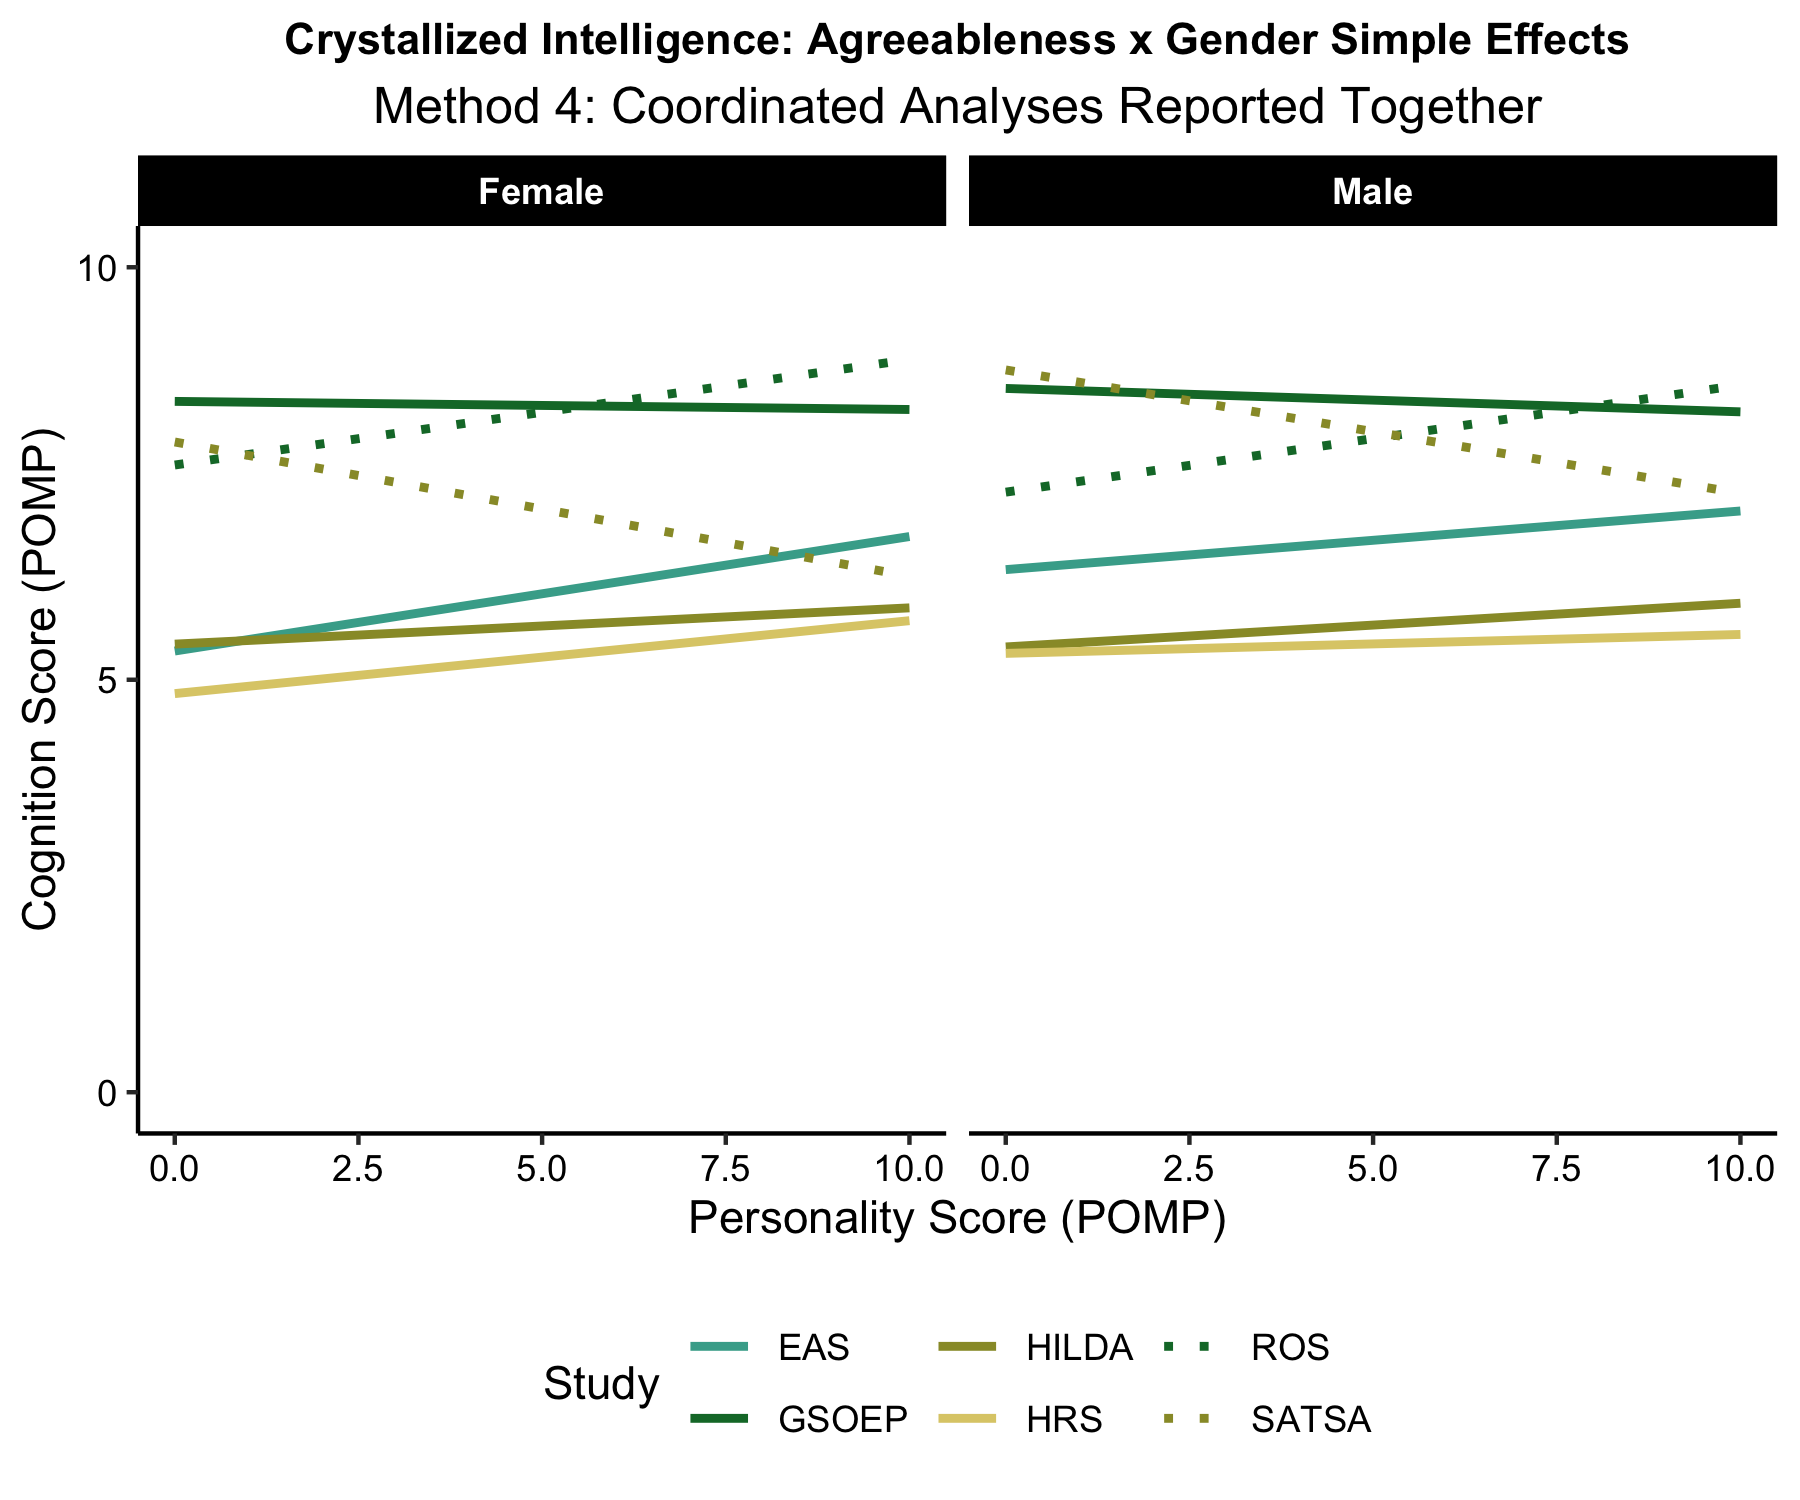 Crystallized Intelligence: Agreeableness x Gender Simple Effects
Method 4: Coordinated Analyses Reported Together
Female
Male
Cognition Score (POMP)
10
5
0
0.0 2.5 5.0 7.5 10.0
0.0 2.5 5.0 7.5 10.0
Personality Score (POMP)
Study
EAS HILDA ROS
GSOEP HRS SATSA